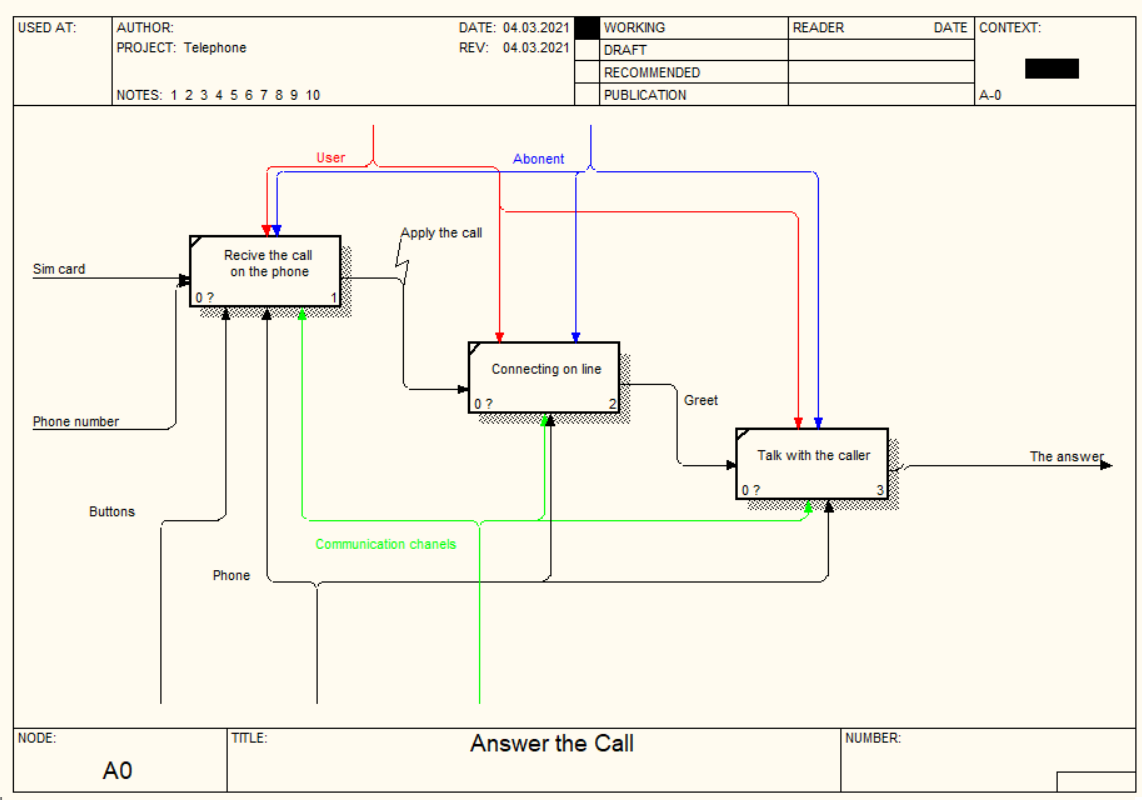 USED AT:
AUTHOR:
DATE: 04.03.2021
PROJECT: Telephone
REV: 04.03.2021
NOTES: 1 2 3 4 5 6 7 8 9 10
WORKING
DRAFT
RECOMMENDED
PUBLICATION
READER
DATE
CONTEXT:
A-0
User
Abonent
Apply the call
Sim card
Recive the call
on the phone
0 ?
1
Connecting on line
0 ?
2
Phone number
Greet
Talk with the caller
0 ?
3
The answer
Buttons
Communication chanels
Phone
NODE:
A0
TITLE:
Answer the Call
NUMBER: